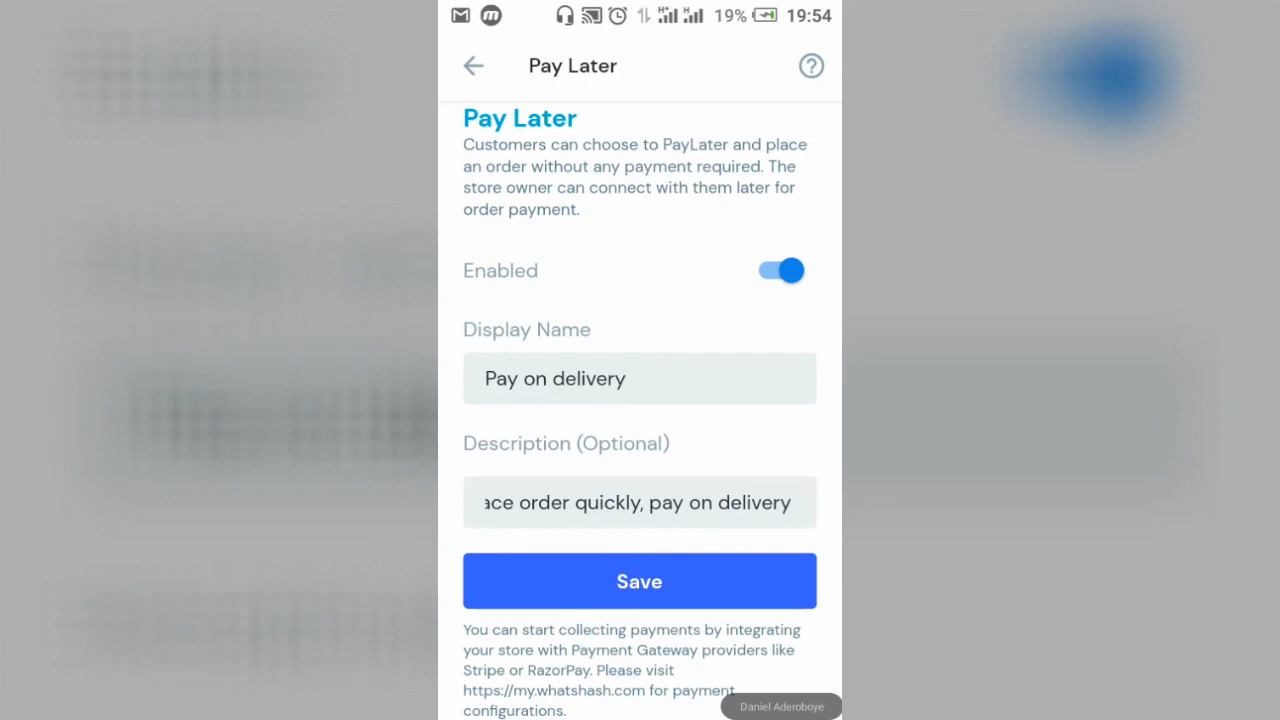 19% 19:54
Pay Later
Pay Later
Customers can choose to PayLater and place
an order without any payment required. The
store owner can connect with them later for
order payment.
Enabled
Display Name
Pay on delivery
Description (Optional)
ace order quickly, pay on delivery
Save
You can start collecting payments by integrating
your store with Payment Gateway providers like
Stripe or RazorPay. Please visit
https://my.whatshash.com for payment
configurations.
Daniel Aderoboye